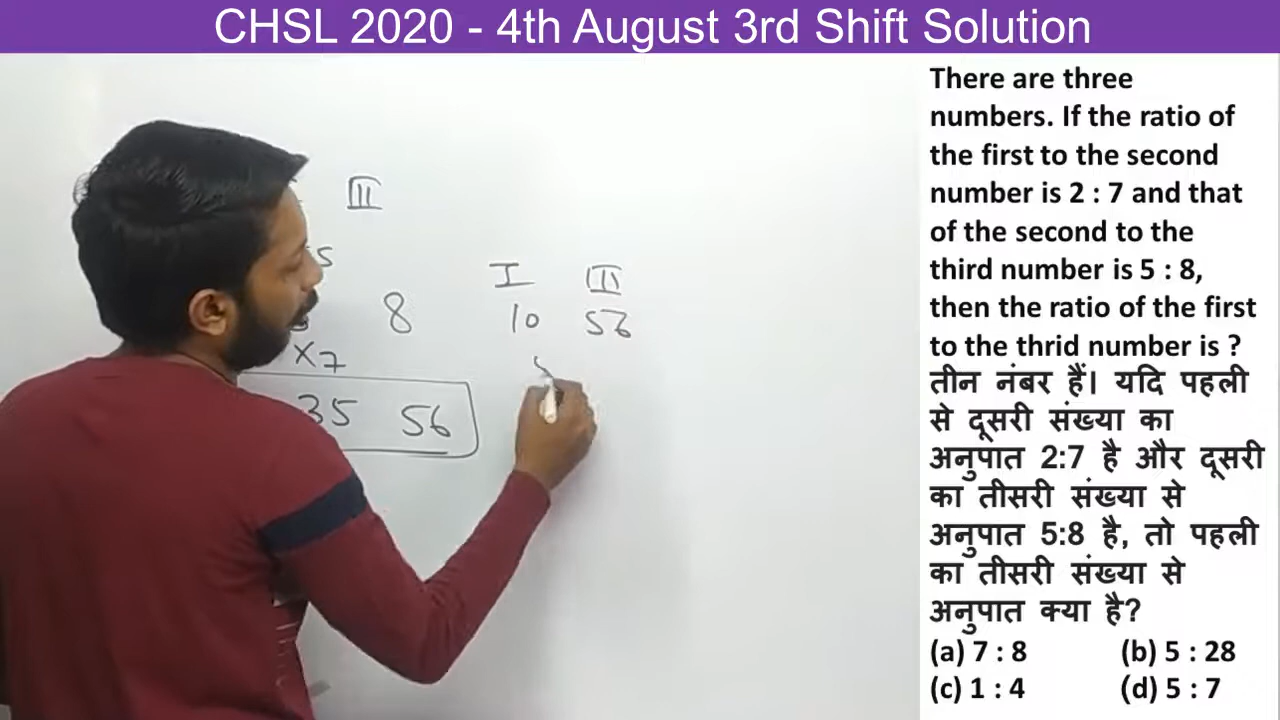 CHSL 2020 - 4th August 3rd Shift Solution
III
5
8
X7
35 56
I III
10 56
There are three
numbers. If the ratio of
the first to the second
number is 2 : 7 and that
of the second to the
third number is 5 : 8,
then the ratio of the first
to the thrid number is ?
तीन नंबर हैं। यदि पहली
से दूसरी संख्या का
अनुपात 2:7 है और दूसरी
का तीसरी संख्या से
अनुपात 5:8 है, तो पहली
का तीसरी संख्या से
अनुपात क्या है?
(a) 7 : 8 (b) 5 : 28
(c) 1 : 4 (d) 5 : 7